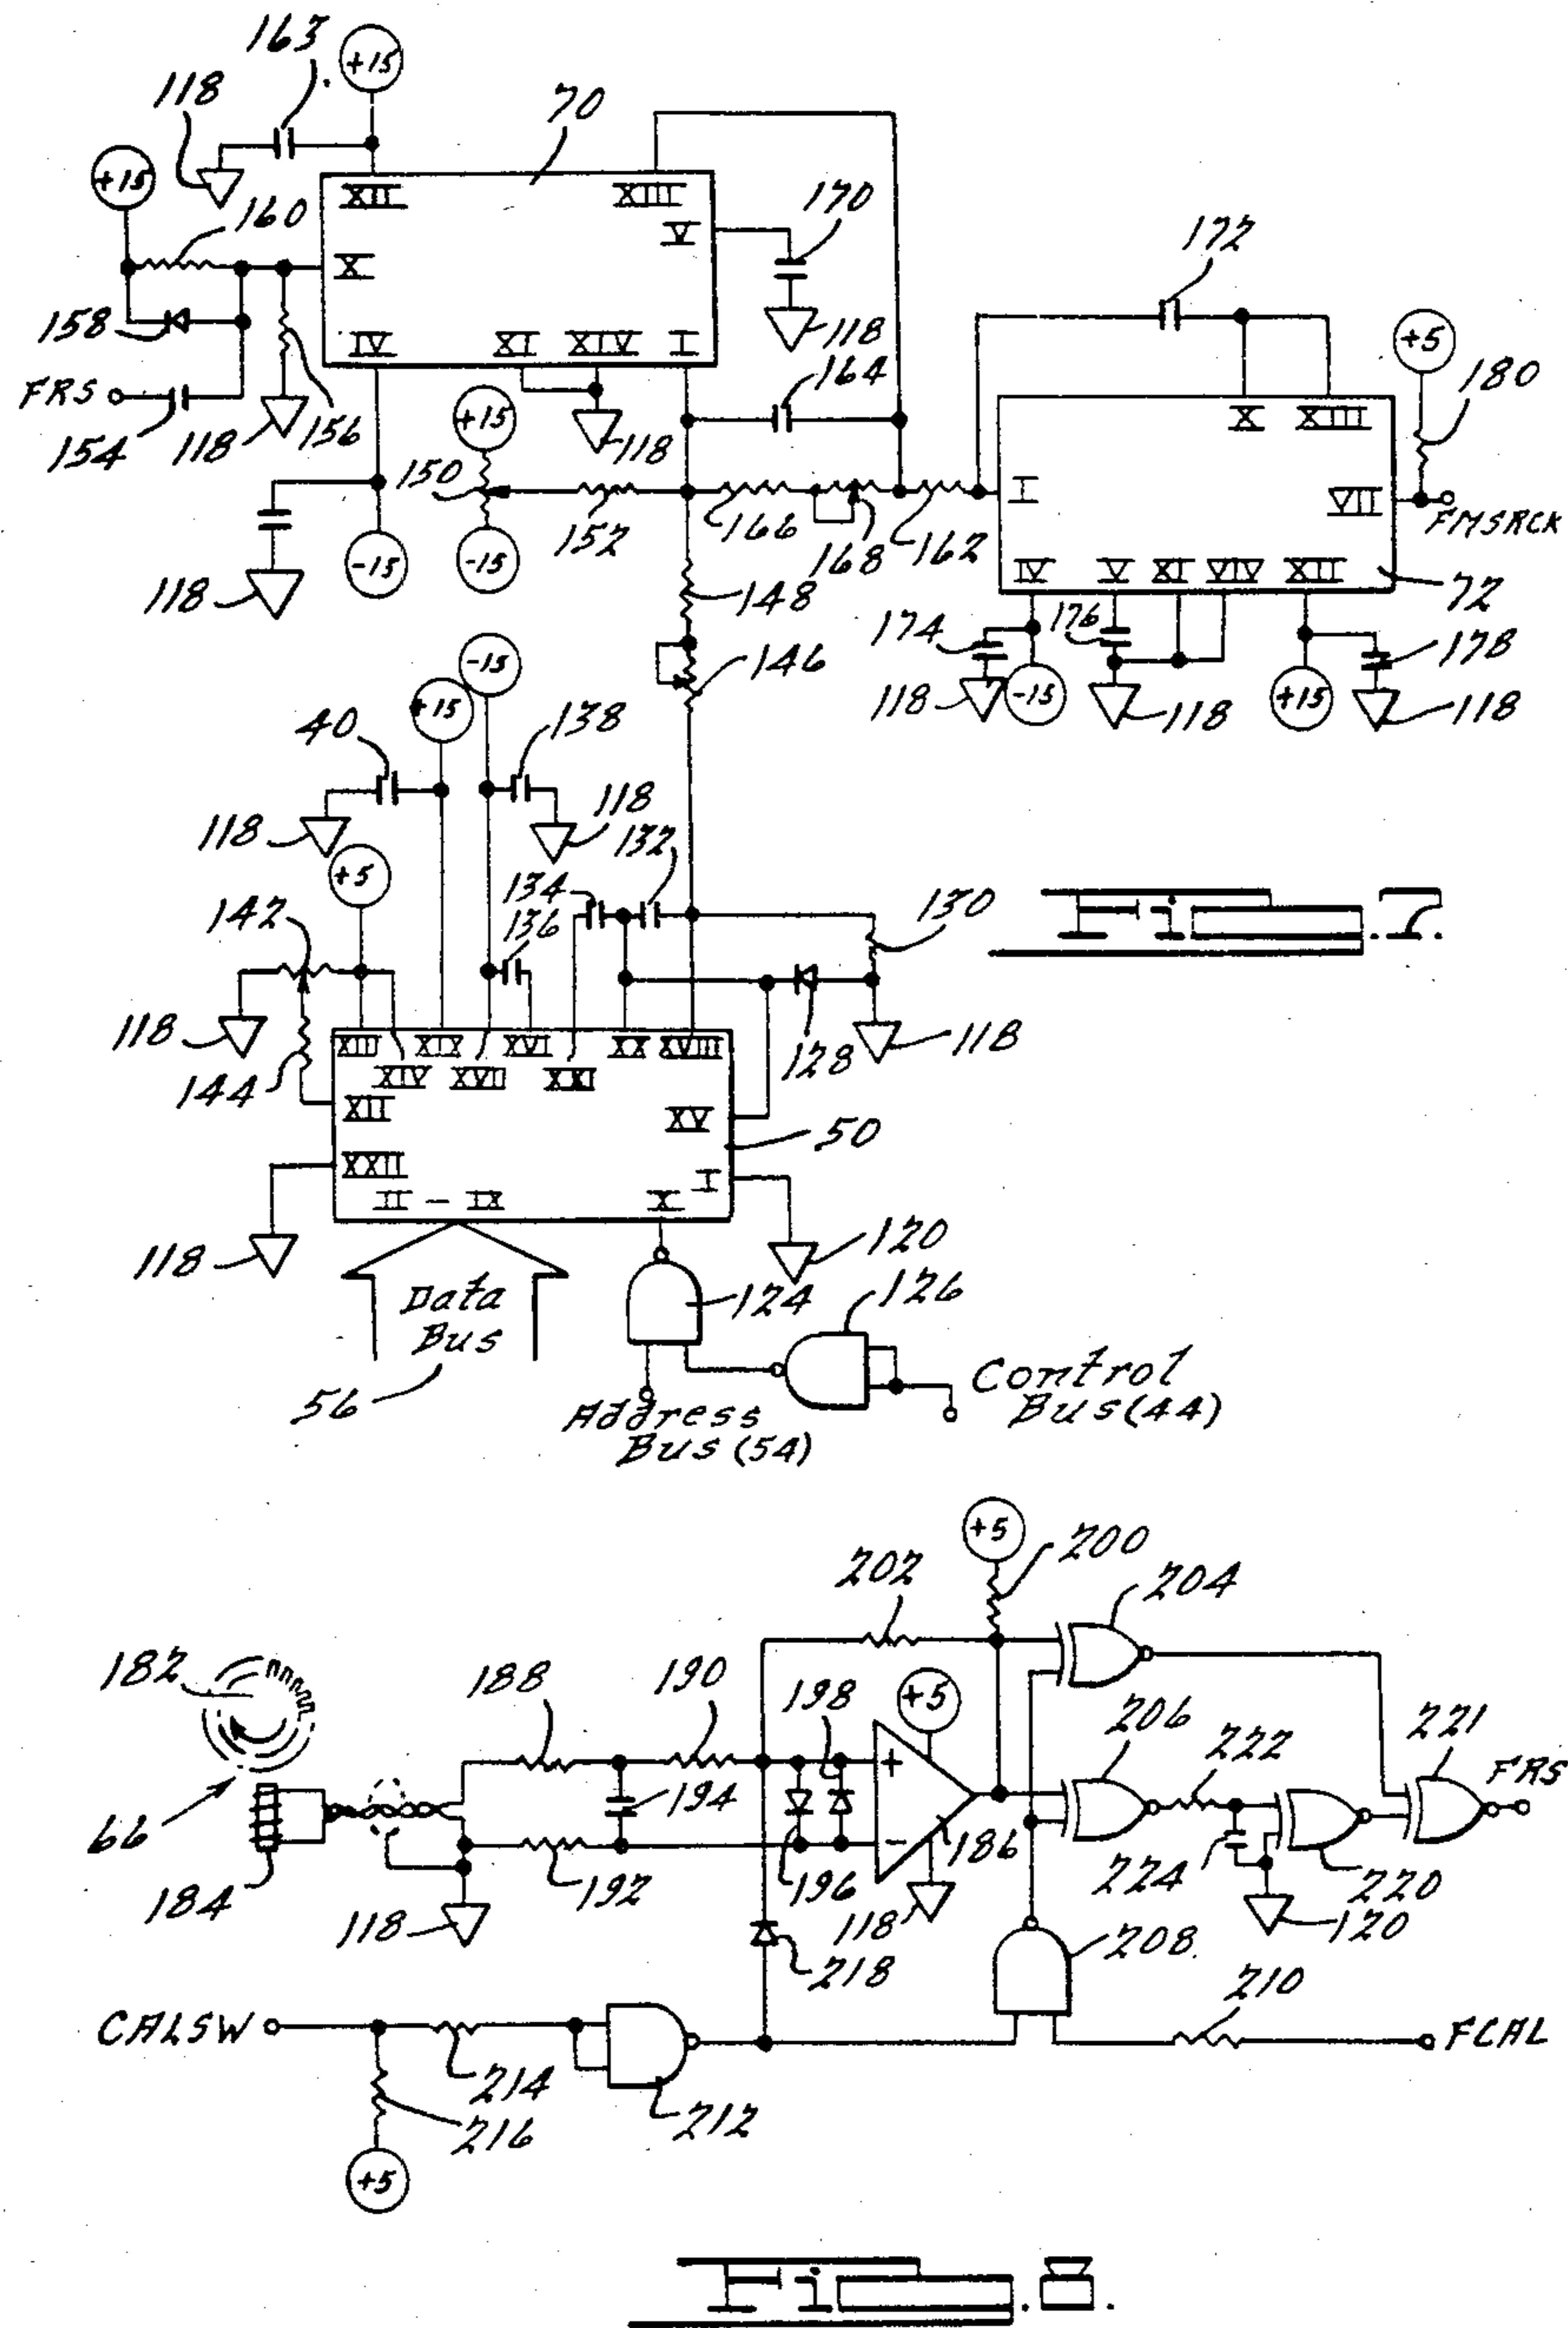 163
+15
118
70
+15
XII
XIII
160
V
170
X
172
158
118
+5
IV
XI
XIV
I
164
180
FRS
+15
X
XIII
154
118
156
118
150
I
VII
152
166
168
162
FMSRCK
-15
-15
IV
V
XI
VIV
XII
118
148
72
174
176
178
-15
146
+15
118
-15
118
+15
118
40
138
118
118
132
+5
134
130
Fig. 7.
142
136
118
128
118
XIII
XIX
XVI
XX
XVIII
144
XIV
XVII
XXI
XII
XV
50
XXII
I
II - IX
X
118
120
Data
124
126
Bus
Control
56
Address
Bus (44)
Bus (54)
+5
200
202
204
182
188
190
198
+5
206
221
222
FRS
+
66
194
-
186
184
192
196
224
220
118
118
120
218
208
210
CALSW
FCAL
214
212
216
+5
Fig. 8.